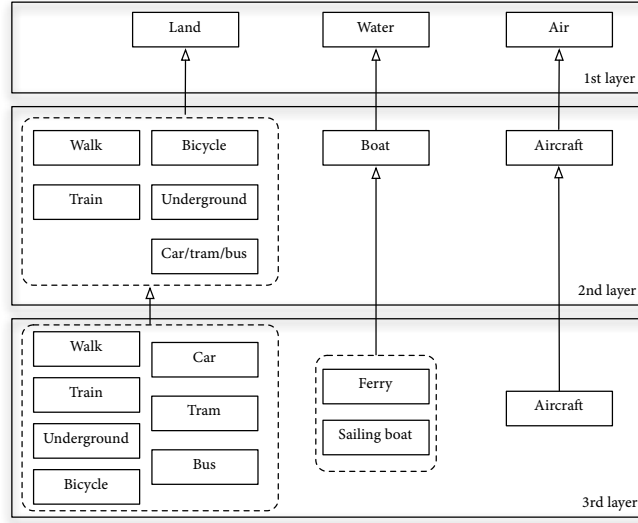 Land
Water
Air
1st layer
Walk
Bicycle
Boat
Aircraft
Train
Underground
Car/tram/bus
2nd layer
Walk
Car
Train
Ferry
Aircraft
Tram
Underground
Sailing boat
Bus
Bicycle
3rd layer